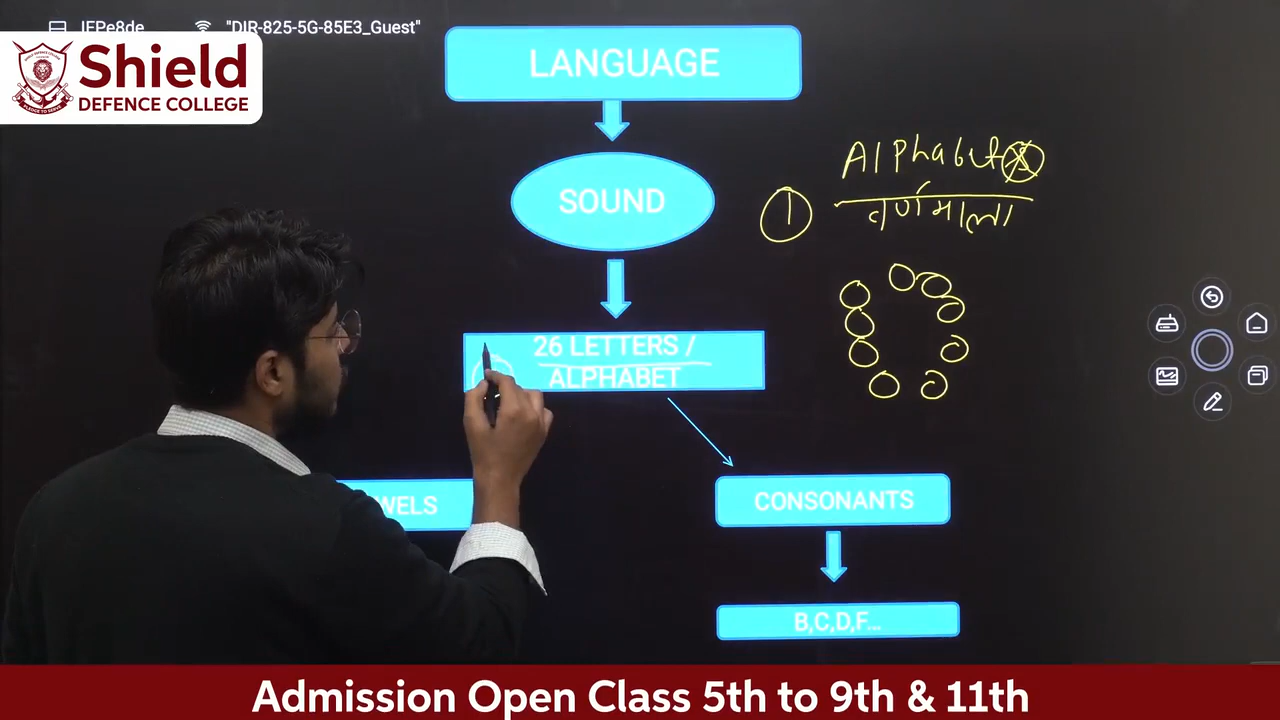 IFPe8de "DIR-825-5G-85E3_Guest"
Shield
DEFENCE COLLEGE
LANGUAGE
SOUND
Alphabet
1
वर्णमाला
26 LETTERS /
ALPHABET
WELS
CONSONANTS
B,C,D,F...
Admission Open Class 5th to 9th & 11th